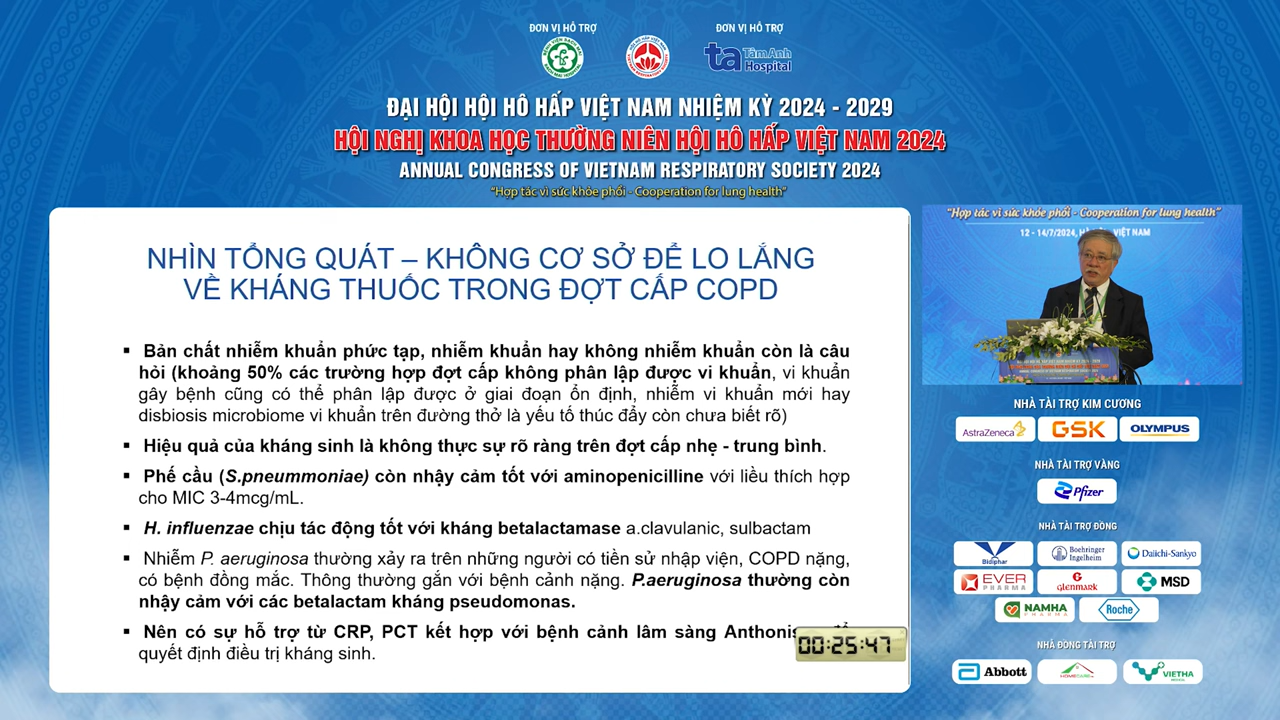 ĐƠN VỊ HỖ TRỢ
ĐƠN VỊ HỖ TRỢ
ta TâmAnh Hospital
ĐẠI HỘI HỘI HÔ HẤP VIỆT NAM NHIỆM KỲ 2024 - 2029
HỘI NGHỊ KHOA HỌC THƯỜNG NIÊN HỘI HÔ HẤP VIỆT NAM 2024
ANNUAL CONGRESS OF VIETNAM RESPIRATORY SOCIETY 2024
"Hợp tác vì sức khỏe phổi - Cooperation for lung health"
NHÌN TỔNG QUÁT – KHÔNG CƠ SỞ ĐỂ LO LẮNG
VỀ KHÁNG THUỐC TRONG ĐỢT CẤP COPD
▪ Bản chất nhiễm khuẩn phức tạp, nhiễm khuẩn hay không nhiễm khuẩn còn là câu
hỏi (khoảng 50% các trường hợp đợt cấp không phân lập được vi khuẩn, vi khuẩn
gây bệnh cũng có thể phân lập được ở giai đoạn ổn định, nhiễm vi khuẩn mới hay
disbiosis microbiome vi khuẩn trên đường thở là yếu tố thúc đẩy còn chưa biết rõ)
▪ Hiệu quả của kháng sinh là không thực sự rõ ràng trên đợt cấp nhẹ - trung bình.
▪ Phế cầu (S.pneummoniae) còn nhậy cảm tốt với aminopenicilline với liều thích hợp
cho MIC 3-4mcg/mL.
▪ H. influenzae chịu tác động tốt với kháng betalactamase a.clavulanic, sulbactam
▪ Nhiễm P. aeruginosa thường xảy ra trên những người có tiền sử nhập viện, COPD nặng,
có bệnh đồng mắc. Thông thường gắn với bệnh cảnh nặng. P.aeruginosa thường còn
nhậy cảm với các betalactam kháng pseudomonas.
▪ Nên có sự hỗ trợ từ CRP, PCT kết hợp với bệnh cảnh lâm sàng
quyết định điều trị kháng sinh.
00:25:47
"Hợp tác vì sức khỏe phổi - Cooperation for lung health"
12 - 14/7/2024, VIỆT NAM
NHÀ TÀI TRỢ KIM CƯƠNG
AstraZeneca
GSK
OLYMPUS
NHÀ TÀI TRỢ VÀNG
Pfizer
NHÀ TÀI TRỢ ĐỒNG
Bidiphar
Boehringer Ingelheim
Daiichi-Sankyo
EVER PHARMA
GLENMARK
MSD
NAMHA PHARMA
Roche
NHÀ ĐỒNG TÀI TRỢ
Abbott
HOMECARE
VIETHA